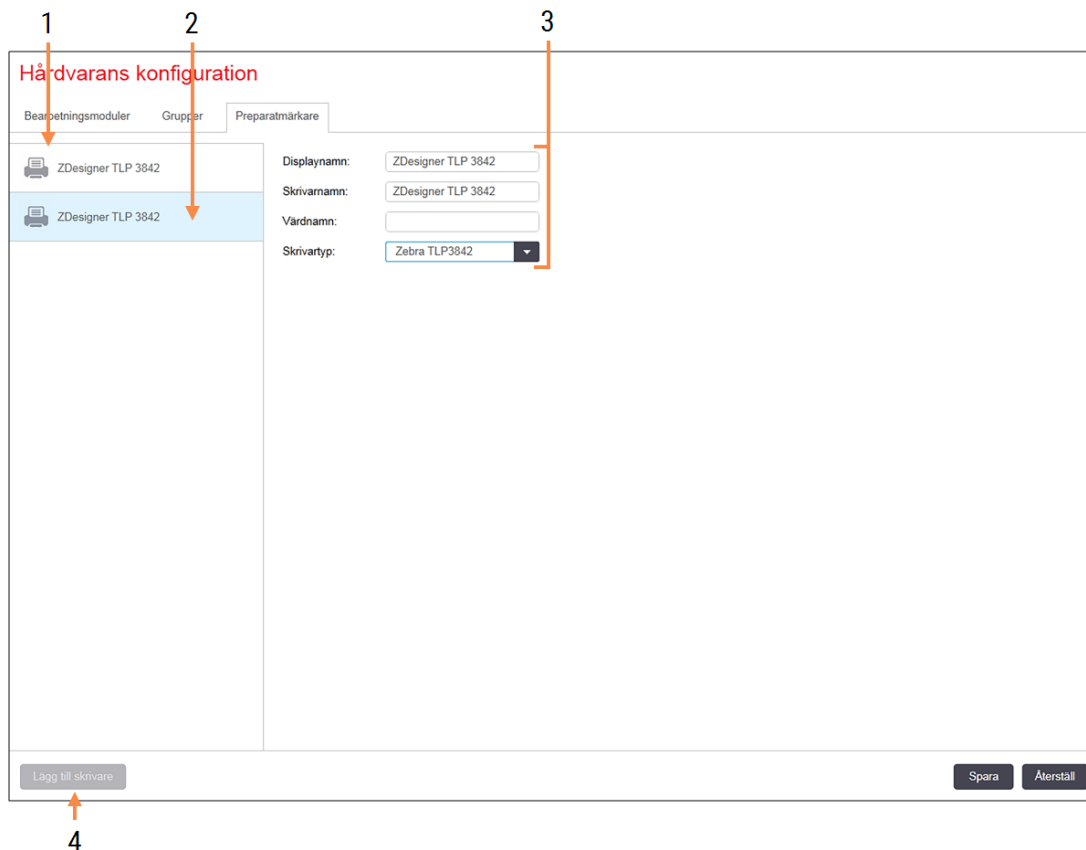 1 2 3
Hårdvarans konfiguration
Bearbetningsmoduler Grupper Preparatmärkare
ZDesigner TLP 3842
ZDesigner TLP 3842
Displaynamn: ZDesigner TLP 3842
Skrivarnamn: ZDesigner TLP 3842
Värdnamn:
Skrivartyp: Zebra TLP3842
Lägg till skrivare Spara Återställ
4